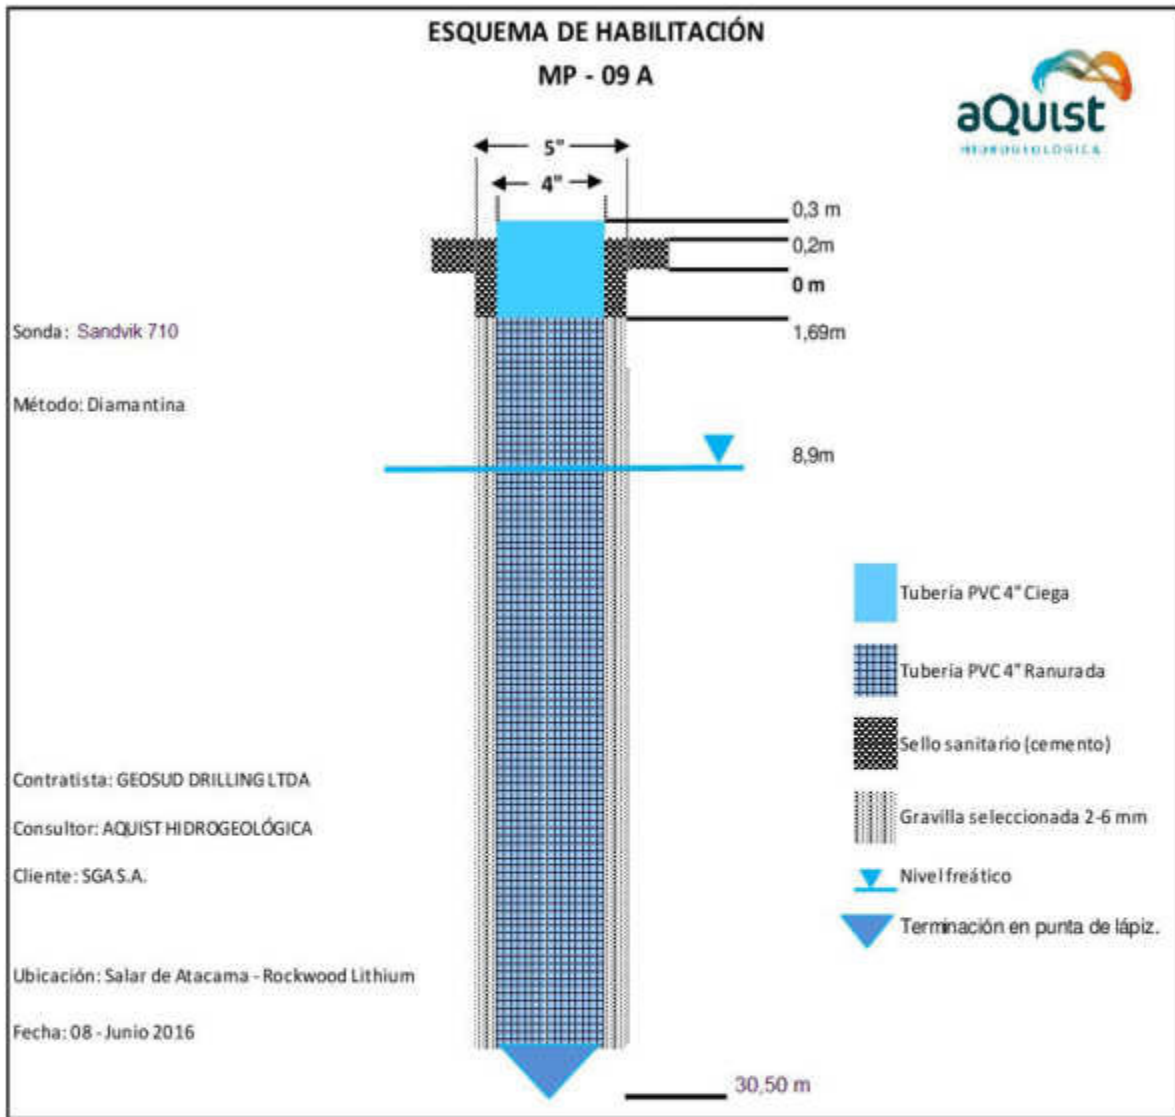 ESQUEMA DE HABILITACIÓN
MP - 09 A
aQuist
HIDROGEOLÓGICA
5"
4"
0,3 m
0,2m
0 m
1,69m
Sonda: Sandvik 710
Método: Diamantina
8,9m
Tubería PVC 4" Ciega
Tubería PVC 4" Ranurada
Sello sanitario (cemento)
Gravilla seleccionada 2-6 mm
Nivel freático
Terminación en punta de lápiz.
Contratista: GEOSUD DRILLING LTDA
Consultor: AQUIST HIDROGEOLÓGICA
Cliente: SGA S.A.
Ubicación: Salar de Atacama - Rockwood Lithium
Fecha: 08 - Junio 2016
30,50 m